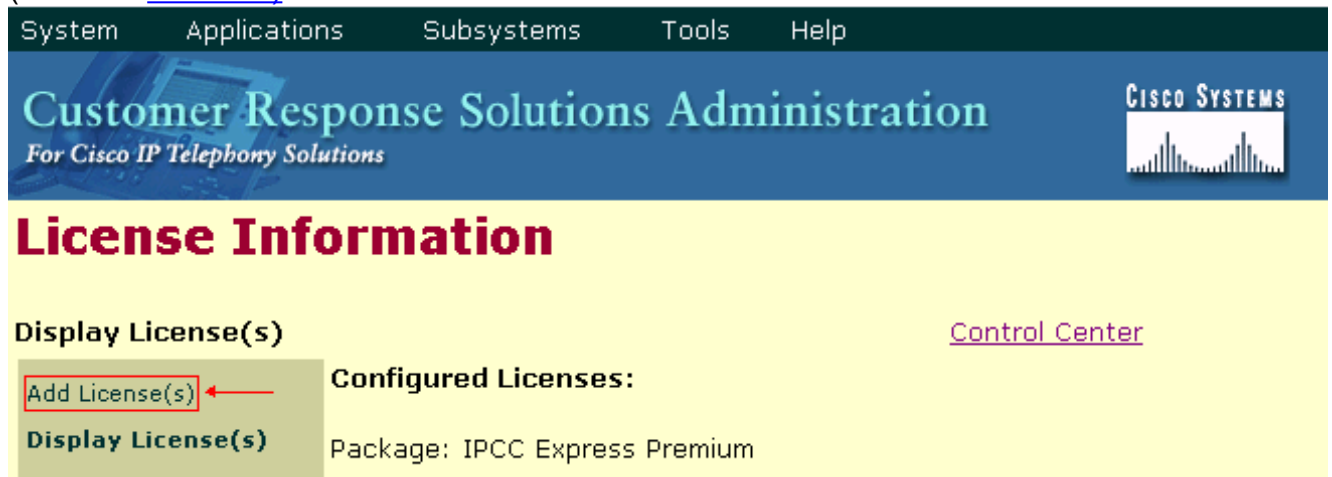 System Applications Subsystems Tools Help
Customer Response Solutions Administration
For Cisco IP Telephony Solutions
CISCO SYSTEMS
License Information
Display License(s) Control Center
Add License(s) Configured Licenses:
Display License(s) Package: IPCC Express Premium